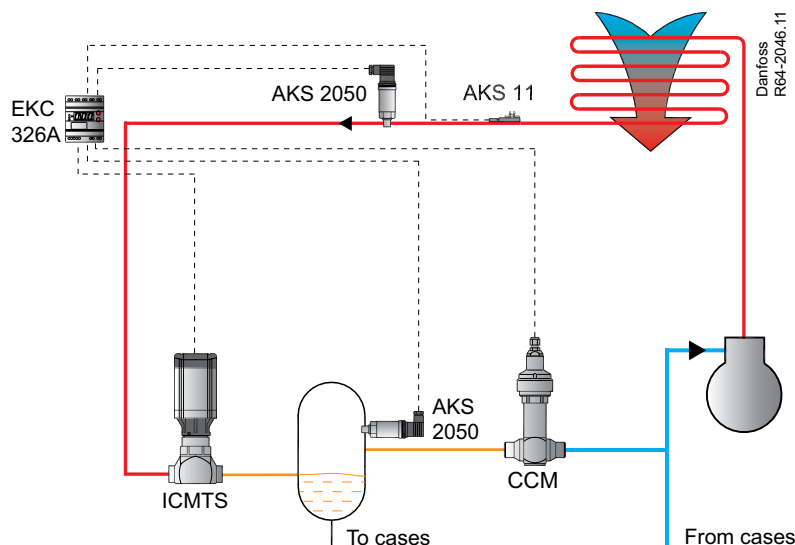 Danfoss
R64-2046.11
EKC
326A
AKS 2050
AKS 11
AKS
2050
ICMTS
CCM
To cases
From cases